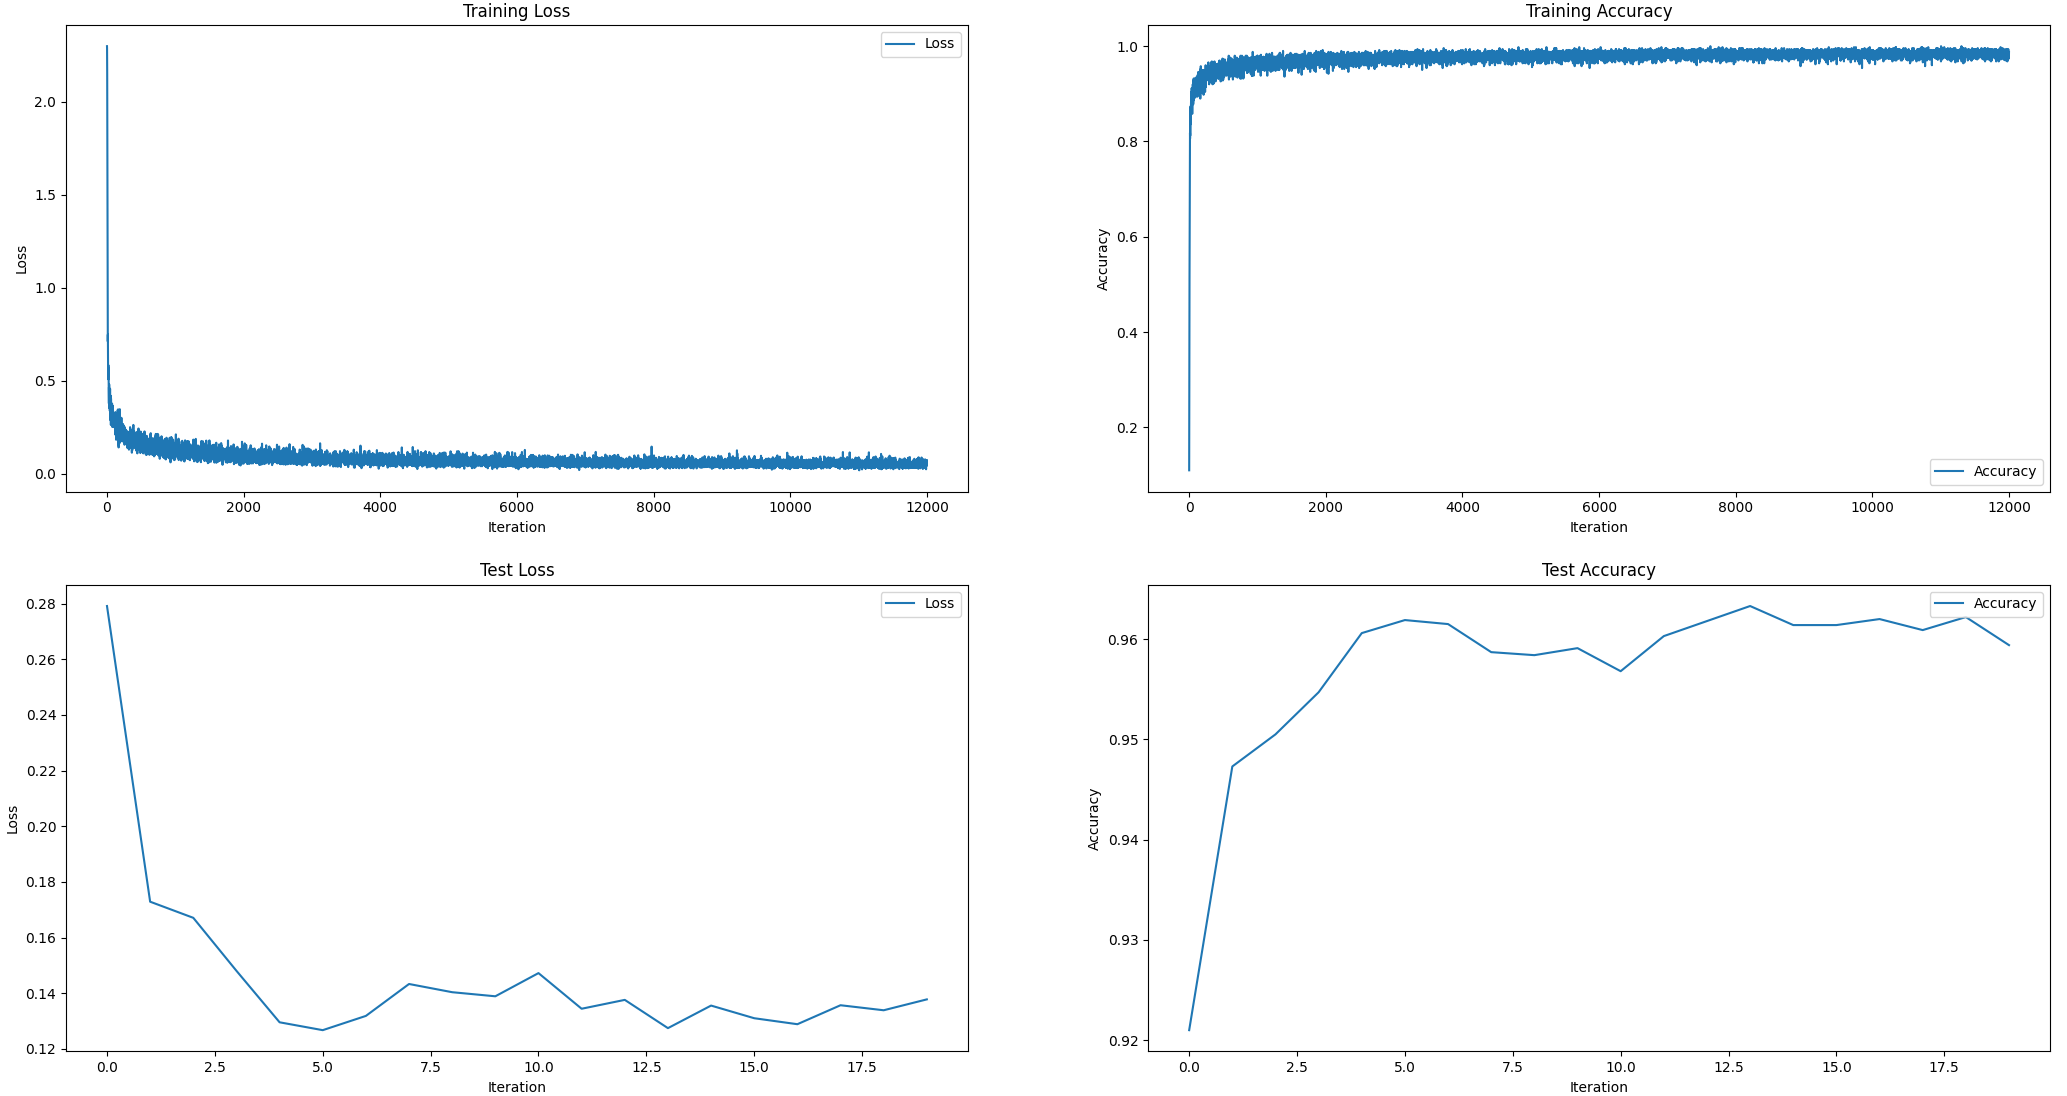 Training Loss
Loss
2.0
1.5
1.0
0.5
0.0
Loss
0 2000 4000 6000 8000 10000 12000
Iteration
Training Accuracy
1.0
0.8
0.6
0.4
0.2
Accuracy
Accuracy
0 2000 4000 6000 8000 10000 12000
Iteration
Test Loss
Loss
0.28
0.26
0.24
0.22
0.20
0.18
0.16
0.14
0.12
Loss
0.0 2.5 5.0 7.5 10.0 12.5 15.0 17.5
Iteration
Test Accuracy
Accuracy
0.96
0.95
0.94
0.93
0.92
Accuracy
0.0 2.5 5.0 7.5 10.0 12.5 15.0 17.5
Iteration